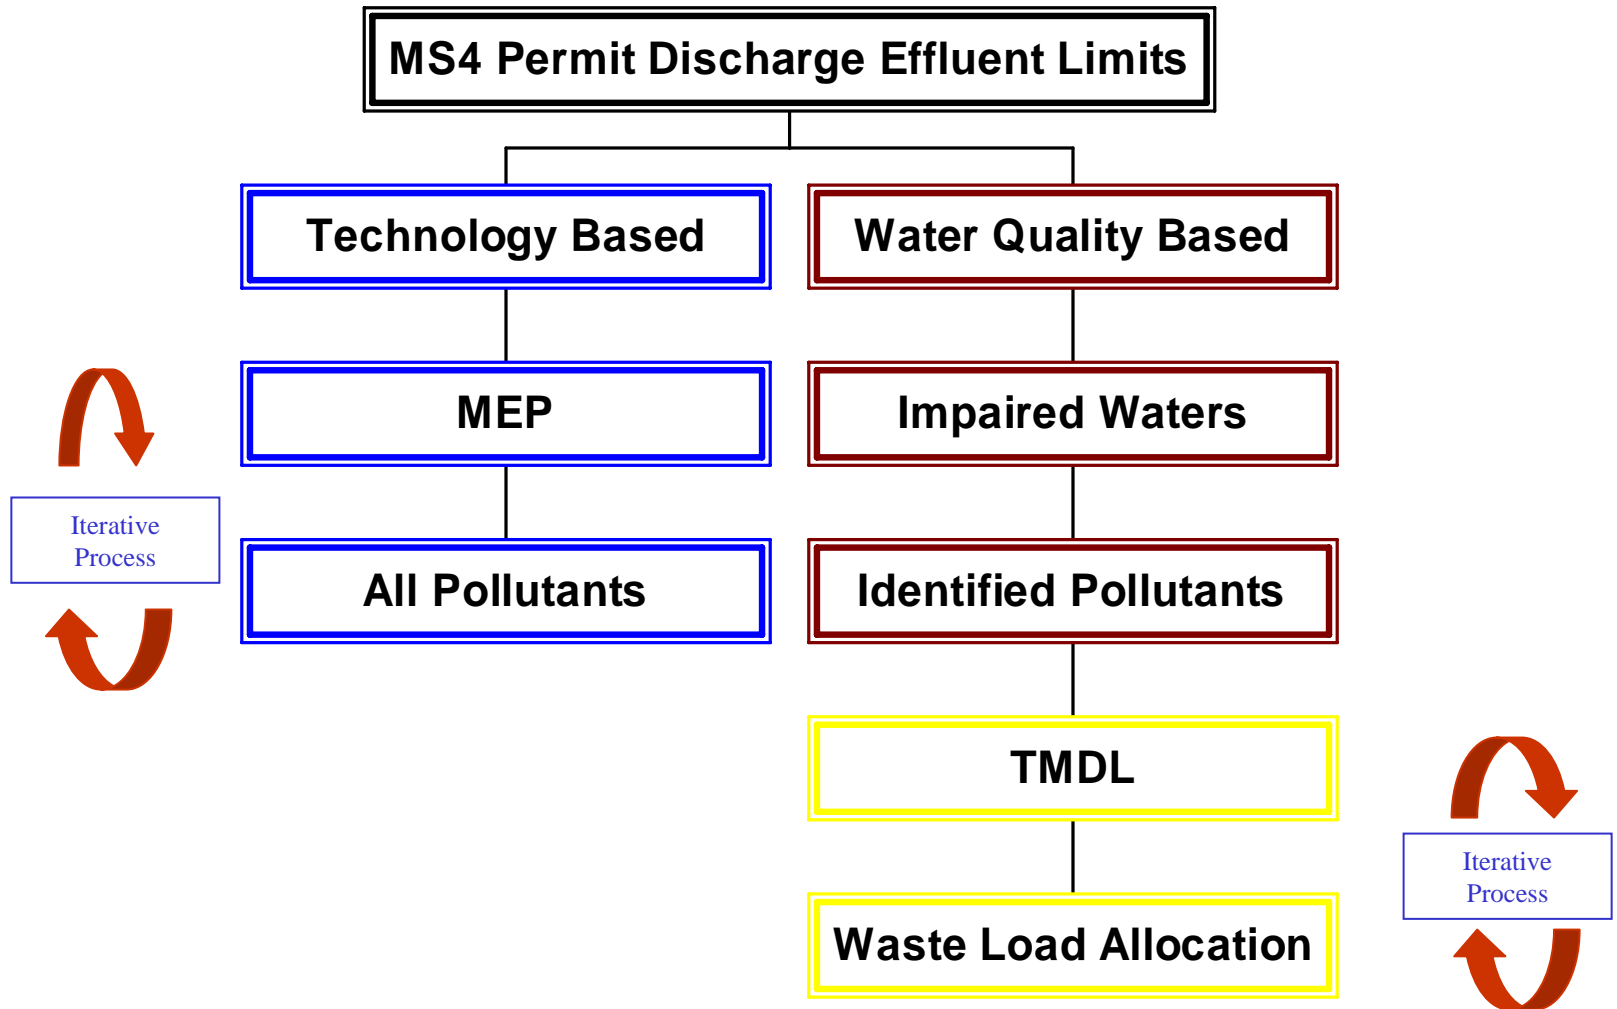 MS4 Permit Discharge Effluent Limits
Technology Based
Water Quality Based
MEP
Impaired Waters
Iterative
Process
All Pollutants
Identified Pollutants
TMDL
Iterative
Process
Waste Load Allocation